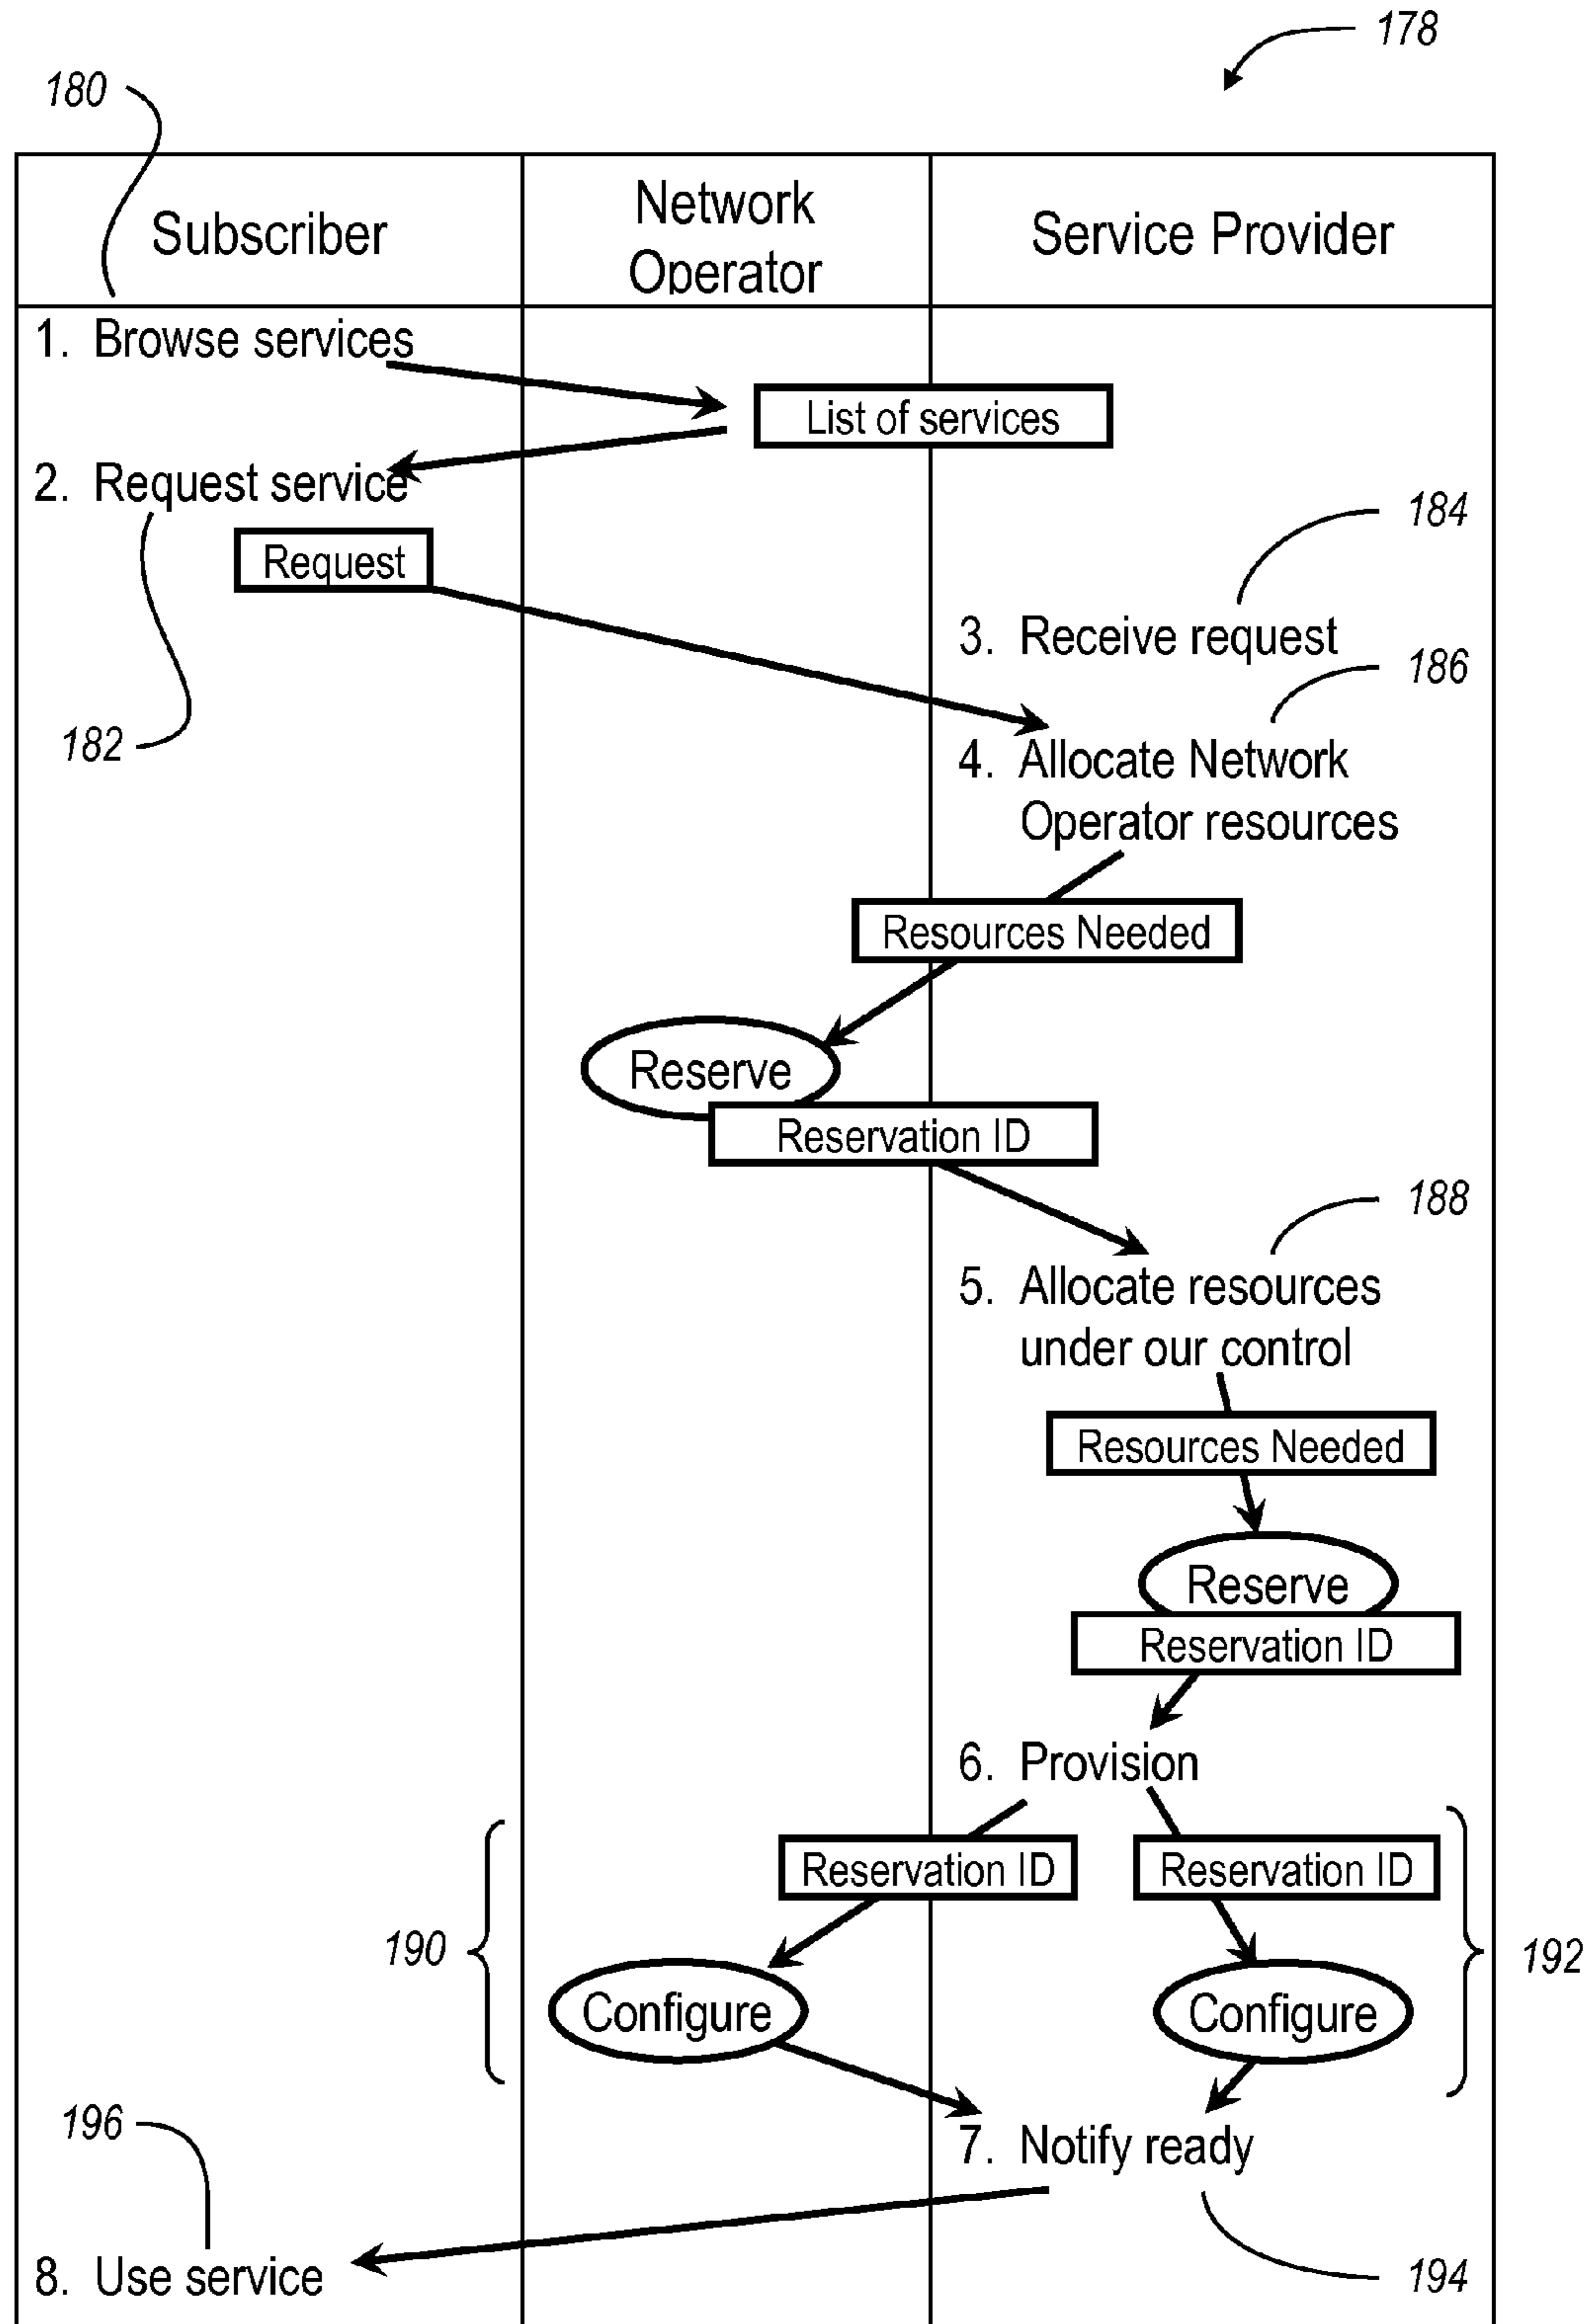 178
180
Subscriber
Network
Operator
Service Provider
1. Browse services
List of services
2. Request service
184
Request
3. Receive request
186
182
4. Allocate Network
Operator resources
Resources Needed
Reserve
Reservation ID
188
5. Allocate resources
under our control
Resources Needed
Reserve
Reservation ID
6. Provision
Reservation ID
Reservation ID
190
192
Configure
Configure
196
7. Notify ready
8. Use service
194